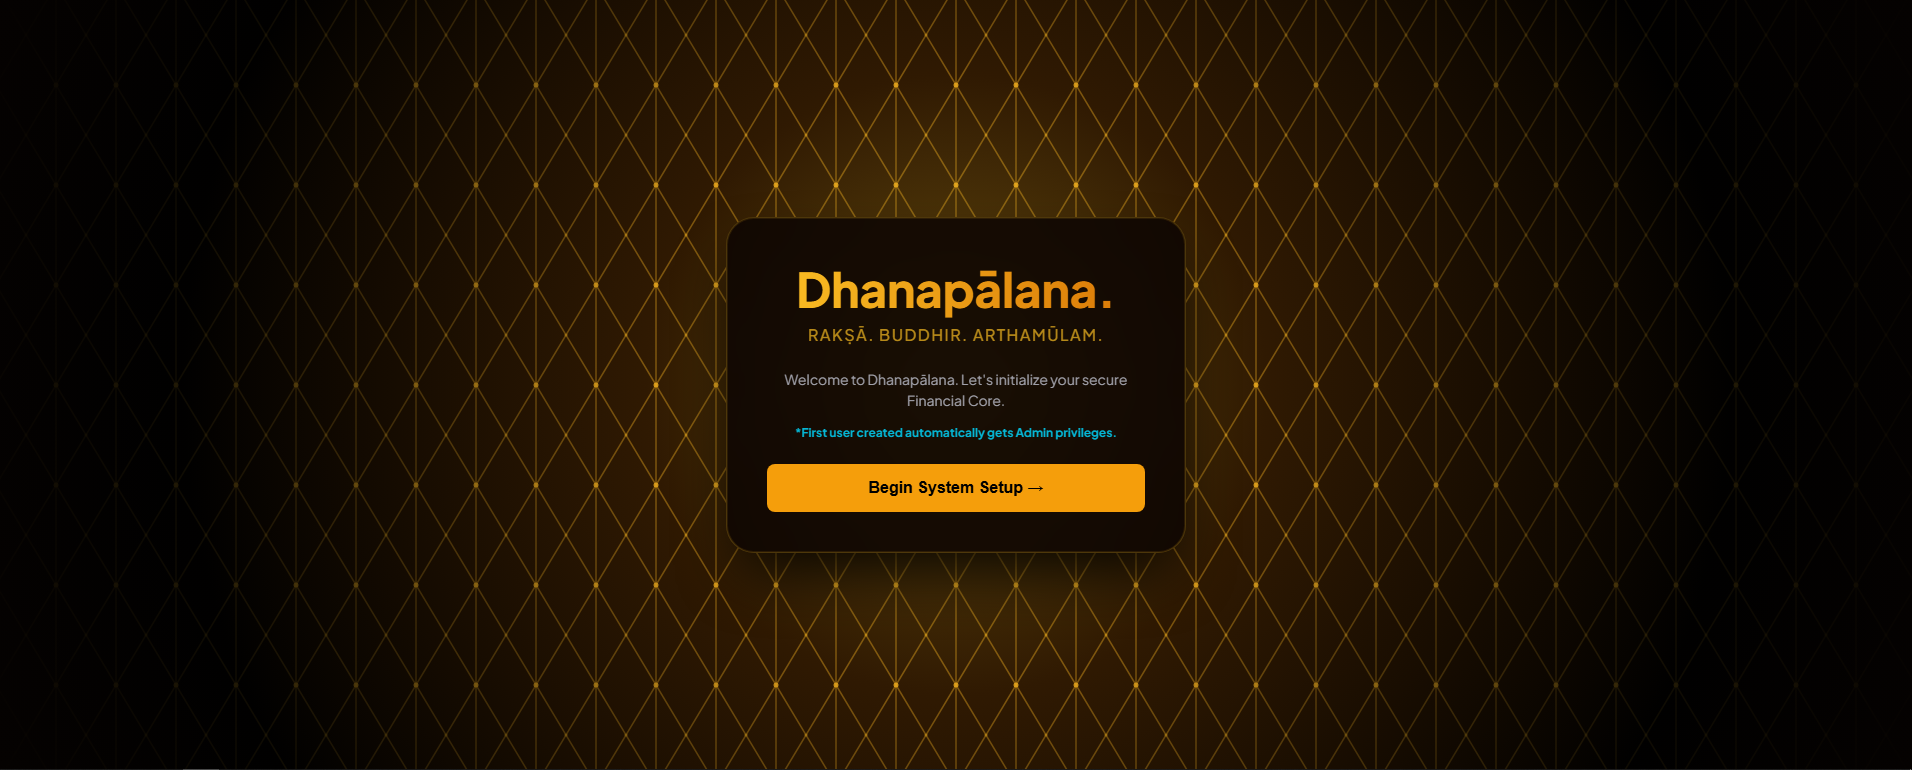 Dhanapālana.
RAKṢĀ. BUDDHIR. ARTHAMŪLAM.
Welcome to Dhanapālana. Let's initialize your secure
Financial Core.
*First user created automatically gets Admin privileges.
Begin System Setup →